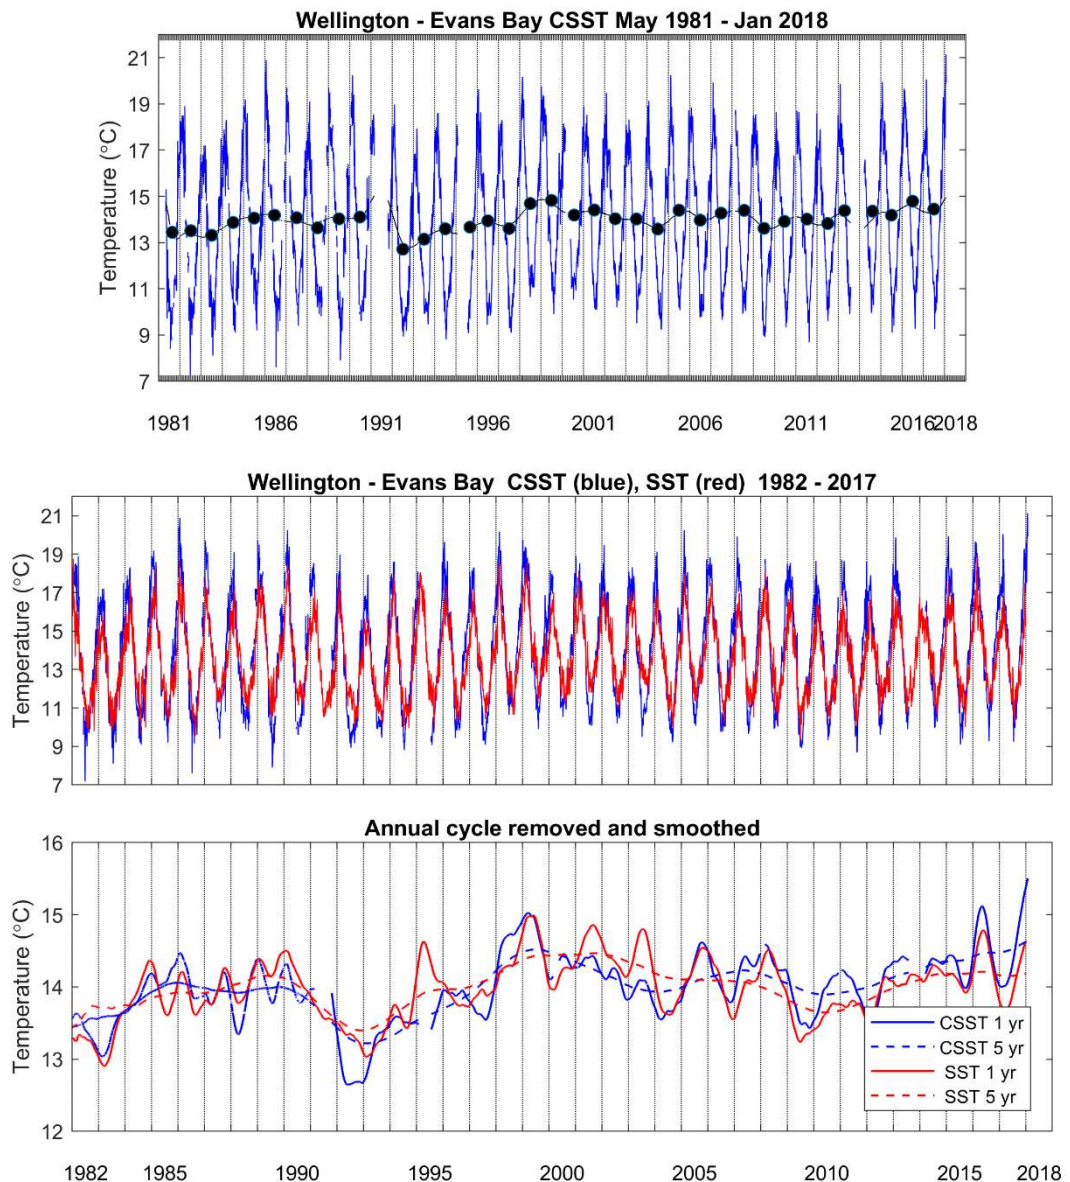 Wellington - Evans Bay CSST May 1981 - Jan 2018
Temperature (°C)
21
19
17
15
13
11
9
7
1981 1986 1991 1996 2001 2006 2011 2016 2018
Wellington - Evans Bay CSST (blue), SST (red) 1982 - 2017
Temperature (°C)
21
19
17
15
13
11
9
7
Annual cycle removed and smoothed
Temperature (°C)
16
15
14
13
12
CSST 1 yr
CSST 5 yr
SST 1 yr
SST 5 yr
1982 1985 1990 1995 2000 2005 2010 2015 2018